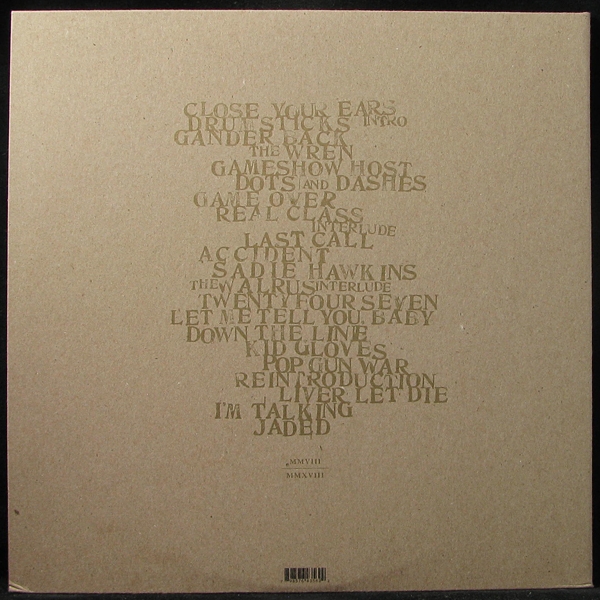 CLOSE YOUR EARS
DRUMSTICKS INTRO
GANDER BACK
THE WREN
GAMESHOW HOST
DOTS AND DASHES
GAME OVER
REAL CLASS
INTERLUDE
LAST CALL
ACCIDENT
SADIE HAWKINS
THE WALRUS INTERLUDE
TWENTY FOUR SEVEN
LET ME TELL YOU BABY
DOWN THE LINE
KID GLOVES
POP GUN WAR
REINTRODUCTION
LIVER LET DIE
I'M TALKING
JADED
MMVIII
MMXVIII